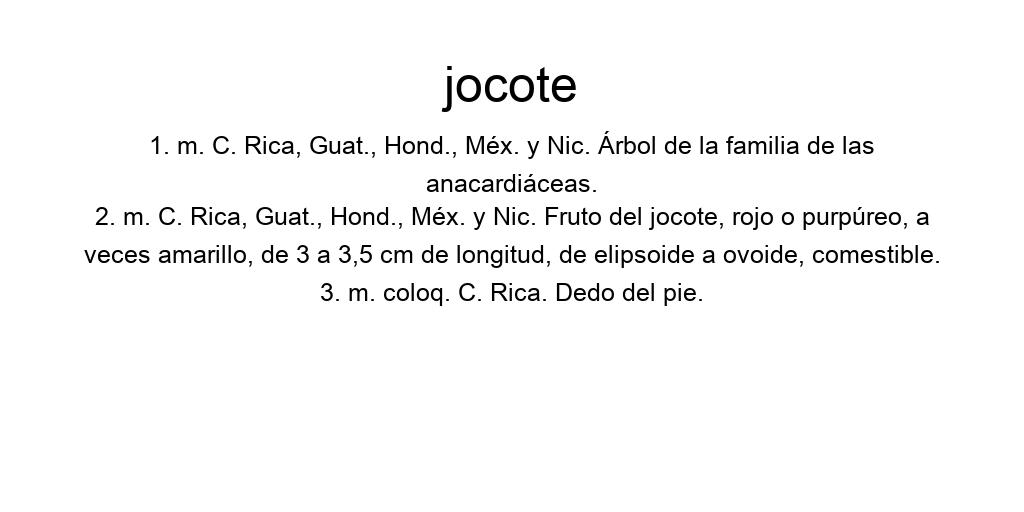 jocote
1. m. C. Rica, Guat., Hond., Méx. y Nic. Árbol de la familia de las
anacardiáceas.
2. m. C. Rica, Guat., Hond., Méx. y Nic. Fruto del jocote, rojo o purpúreo, a
veces amarillo, de 3 a 3,5 cm de longitud, de elipsoide a ovoide, comestible.
3. m. coloq. C. Rica. Dedo del pie.